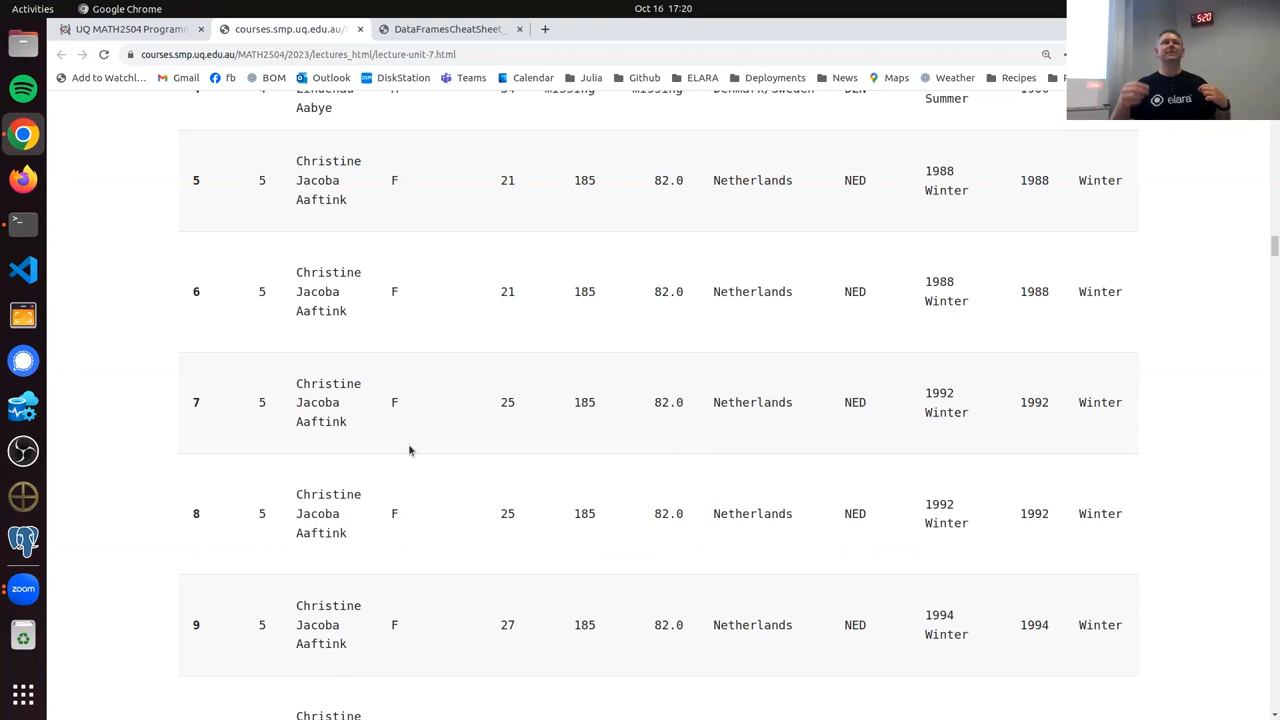 Activities
Google Chrome
Oct 16 17:20
UQ MATH2504 Programm
courses.smp.uq.edu.au/
DataFramesCheatSheet_
courses.smp.uq.edu.au/MATH2504/2023/lectures_html/lecture-unit-7.html
Add to Watchl... Gmail Fb BOM Outlook DiskStation Teams Calendar Julia Github ELARA Deployments News Maps Weather Recipes
5:20
elara
Aabye
Summer
5 5 Christine Jacoba Aaftink F 21 185 82.0 Netherlands NED 1988 Winter 1988 Winter
6 5 Christine Jacoba Aaftink F 21 185 82.0 Netherlands NED 1988 Winter 1988 Winter
7 5 Christine Jacoba Aaftink F 25 185 82.0 Netherlands NED 1992 Winter 1992 Winter
8 5 Christine Jacoba Aaftink F 25 185 82.0 Netherlands NED 1992 Winter 1992 Winter
9 5 Christine Jacoba Aaftink F 27 185 82.0 Netherlands NED 1994 Winter 1994 Winter
Christine
zoom